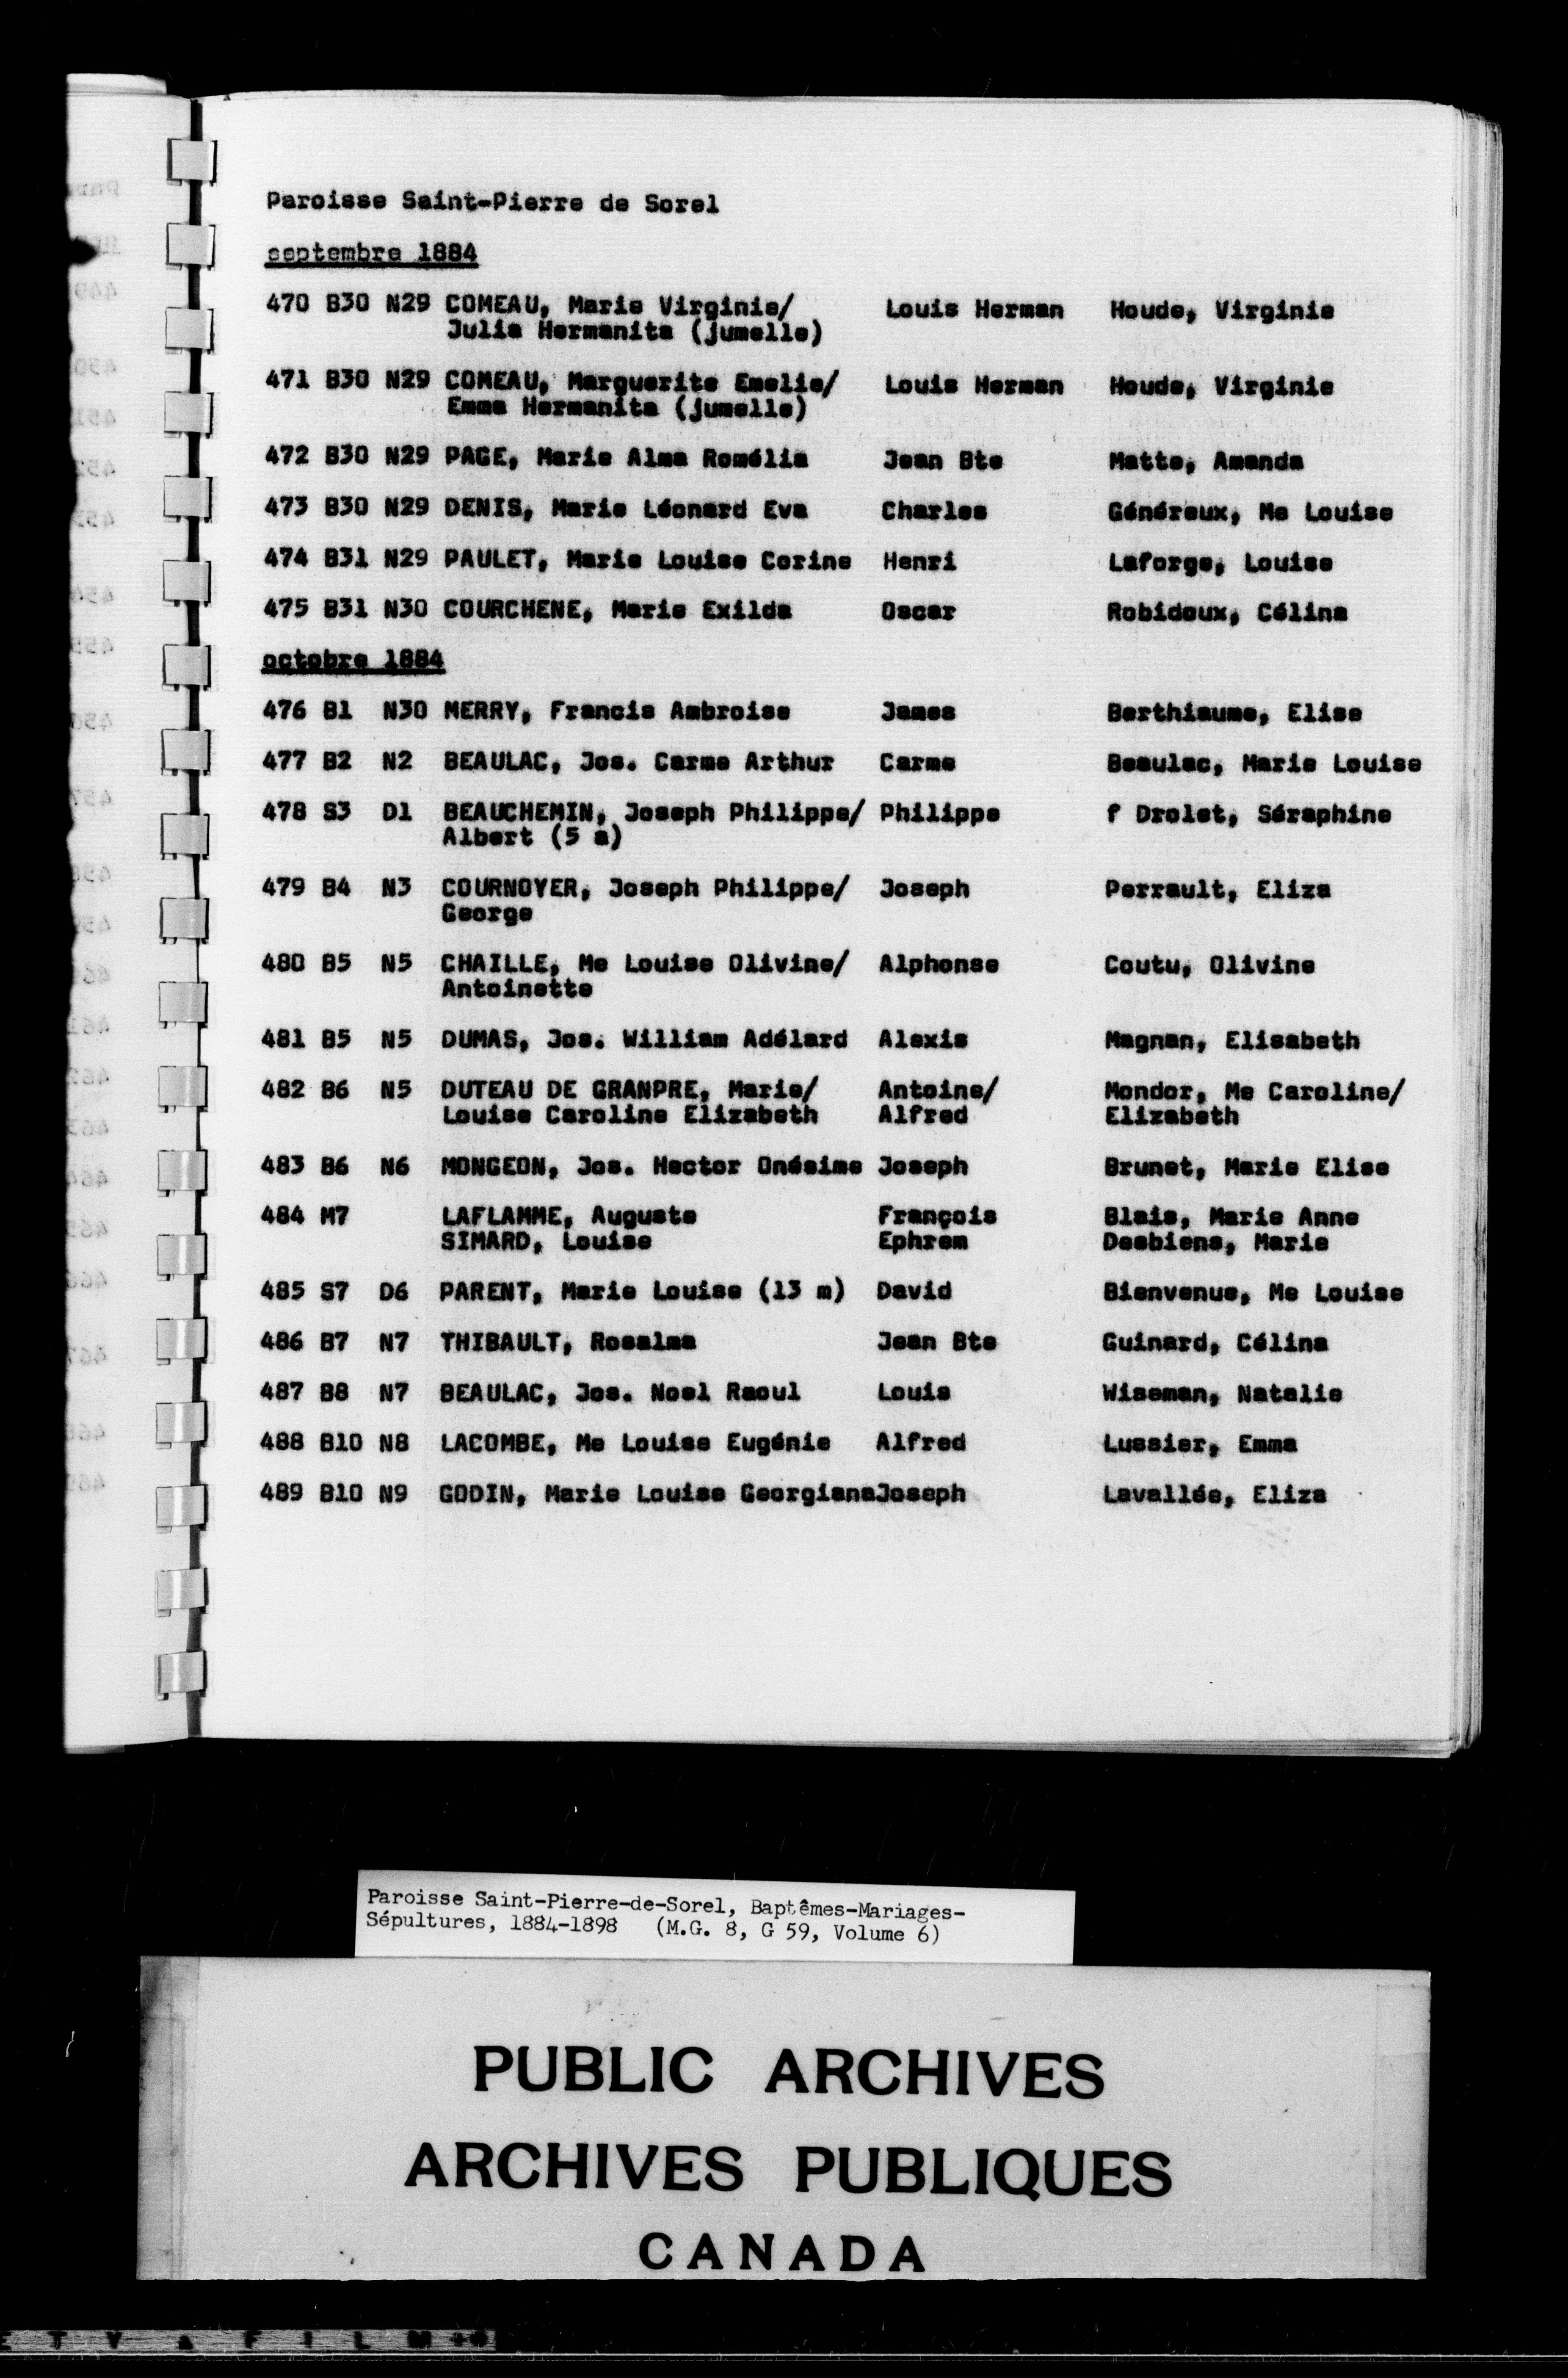 Paroisse Saint-Pierre de Sorel
septembre 1884
470 B30 N29 COMEAU, Marie Virginie/ Louis Herman Houde, Virginie
Julie Hermanita (jumelle)
471 B30 N29 COMEAU, Marguerite Emelie/ Louis Herman Houde, Virginie
Emma Hermanita (jumelle)
472 B30 N29 PAGE, Marie Alma Romélia Jean Bte Matte, Amanda
473 B30 N29 DENIS, Marie Léonard Eva Charles Généreux, Me Louise
474 B31 N29 PAULET, Marie Louise Corine Henri Laforge, Louise
475 B31 N30 COURCHENE, Marie Exilda Oscar Robidoux, Célina
octobre 1884
476 B1 N30 MERRY, Francis Ambroise James Berthiaume, Elise
477 B2 N2 BEAULAC, Jos. Carme Arthur Carme Beaulac, Marie Louise
478 S3 D1 BEAUCHEMIN, Joseph Philippe/ Philippe f Drolet, Séraphine
Albert (5 a)
479 B4 N3 COURNOYER, Joseph Philippe/ Joseph Perrault, Eliza
George
480 B5 N5 CHAILLE, Me Louise Olivine/ Alphonse Coutu, Olivine
Antoinette
481 B5 N5 DUMAS, Jos. William Adélard Alexis Magnan, Elisabeth
482 B6 N5 DUTEAU DE GRANPRE, Marie/ Antoine/ Mondor, Me Caroline/
Louise Caroline Elizabeth Alfred Elizabeth
483 B6 N6 MONGEON, Jos. Hector Onésime Joseph Brunet, Marie Elise
484 M7 LAFLAMME, Auguste François Blais, Marie Anne
SIMARD, Louise Ephrem Desbiens, Marie
485 S7 D6 PARENT, Marie Louise (13 m) David Bienvenue, Me Louise
486 B7 N7 THIBAULT, Rosalma Jean Bte Guinard, Célina
487 B8 N7 BEAULAC, Jos. Noel Raoul Louis Wiseman, Natalie
488 B10 N8 LACOMBE, Me Louise Eugénie Alfred Lussier, Emma
489 B10 N9 GODIN, Marie Louise Georgiana Joseph Lavallée, Eliza
Paroisse Saint-Pierre-de-Sorel, Baptêmes-Mariages-
Sépultures, 1884-1898 (M.G. 8, G 59, Volume 6)
PUBLIC ARCHIVES
ARCHIVES PUBLIQUES
CANADA